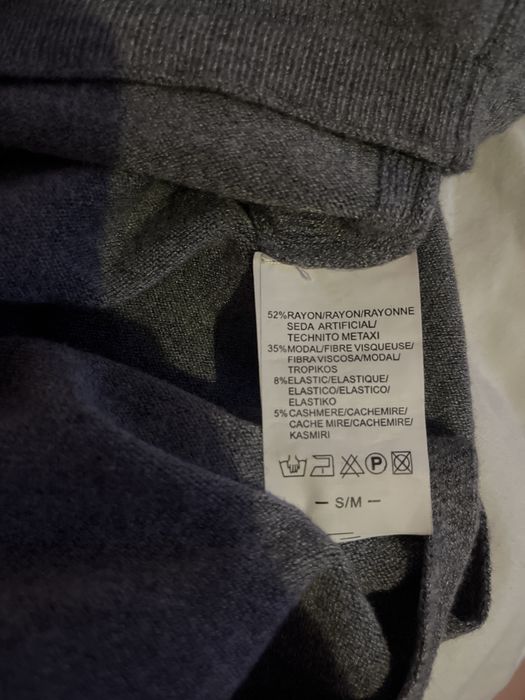 52%RAYON/RAYON/RAYONNE
SEDA ARTIFICIAL/
TECHNITO METAXI
35%MODAL/FIBRE VISQUEUSE/
FIBRA VISCOSA/MODAL/
TROPIKOS
8%ELASTIC/ELASTIQUE/
ELASTICO/ELASTICO/
ELASTIKO
5%CASHMERE/CACHEMIRE/
CACHE MIRE/CACHEMIRE/
KASMIRI
P
— S/M —